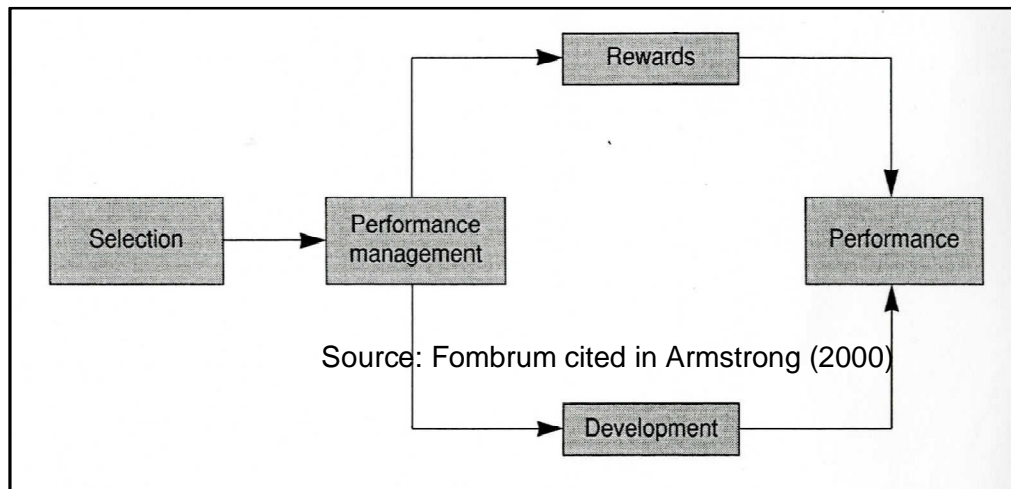 Rewards
Selection
Performance
management
Performance
Source: Fombrum cited in Armstrong (2000)
Development